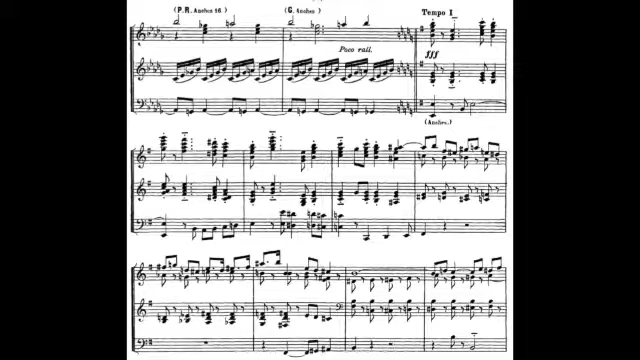 (P.R. Anches 16.) (G. Anches) Tempo I
Poco rall.
fff
(Anches.)